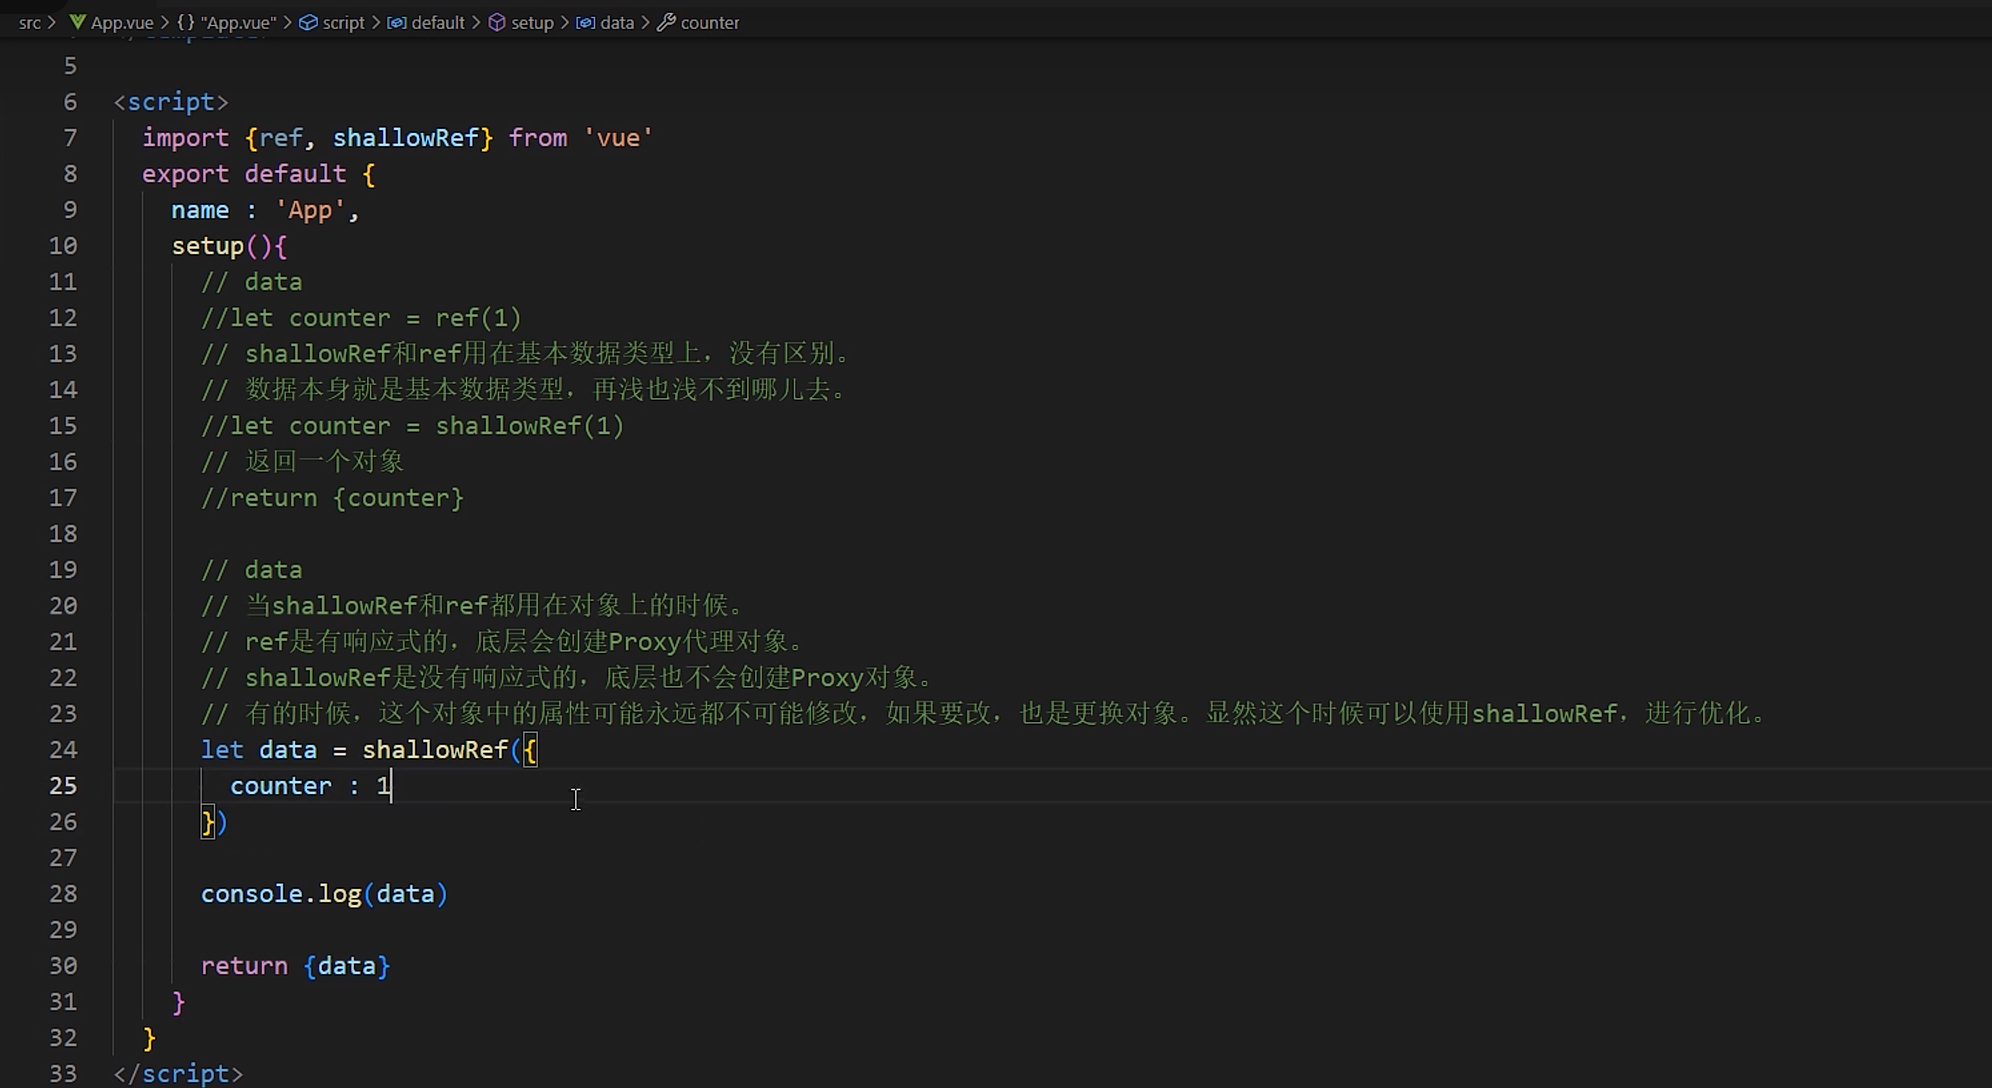 src > App.vue > {} "App.vue" > script > default > setup > data > counter
5
6 <script>
7 import {ref, shallowRef} from 'vue'
8 export default {
9 name : 'App',
10 setup(){
11 // data
12 //let counter = ref(1)
13 // shallowRef和ref用在基本数据类型上，没有区别。
14 // 数据本身就是基本数据类型，再浅也浅不到哪儿去。
15 //let counter = shallowRef(1)
16 // 返回一个对象
17 //return {counter}
18
19 // data
20 // 当shallowRef和ref都用在对象上的时候。
21 // ref是有响应式的，底层会创建Proxy代理对象。
22 // shallowRef是没有响应式的，底层也不会创建Proxy对象。
23 // 有的时候，这个对象中的属性可能永远都不可能修改，如果要改，也是更换对象。显然这个时候可以使用shallowRef，进行优化。
24 let data = shallowRef({
25 counter : 1
26 })
27
28 console.log(data)
29
30 return {data}
31 }
32 }
33 </script>